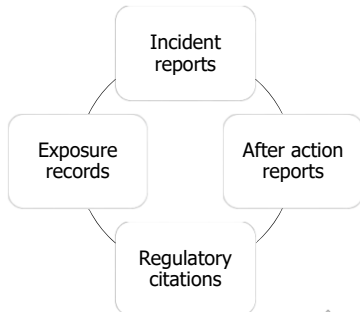 Incident
reports
Exposure
records
After action
reports
Regulatory
citations